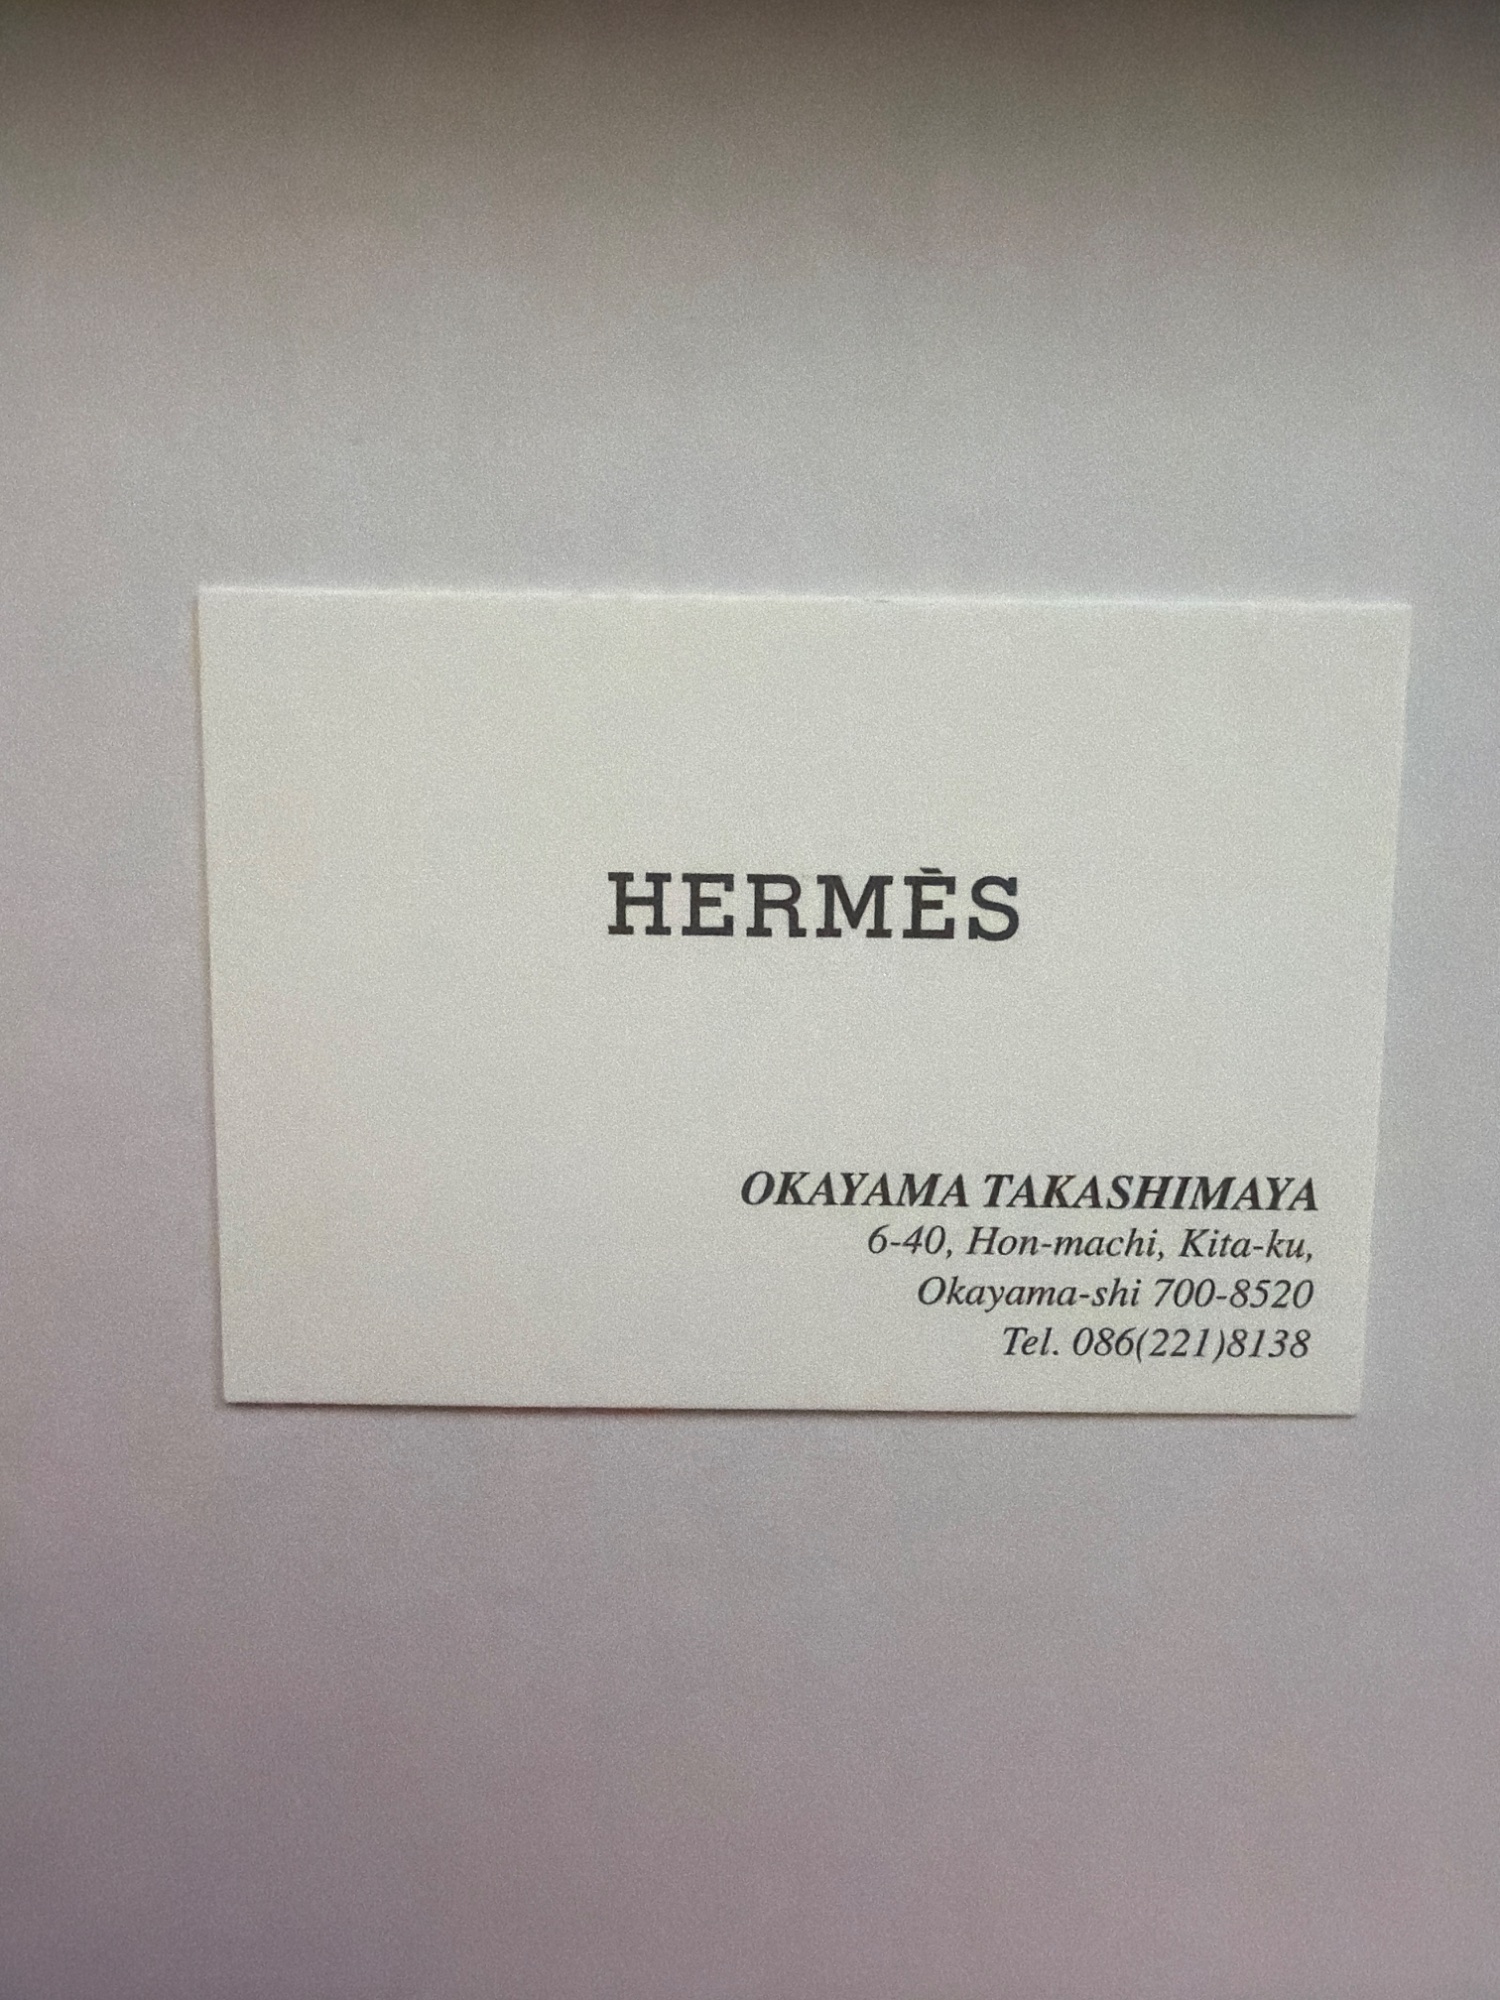 HERMÈS
OKAYAMA TAKASHIMAYA
6-40, Hon-machi, Kita-ku,
Okayama-shi 700-8520
Tel. 086(221)8138